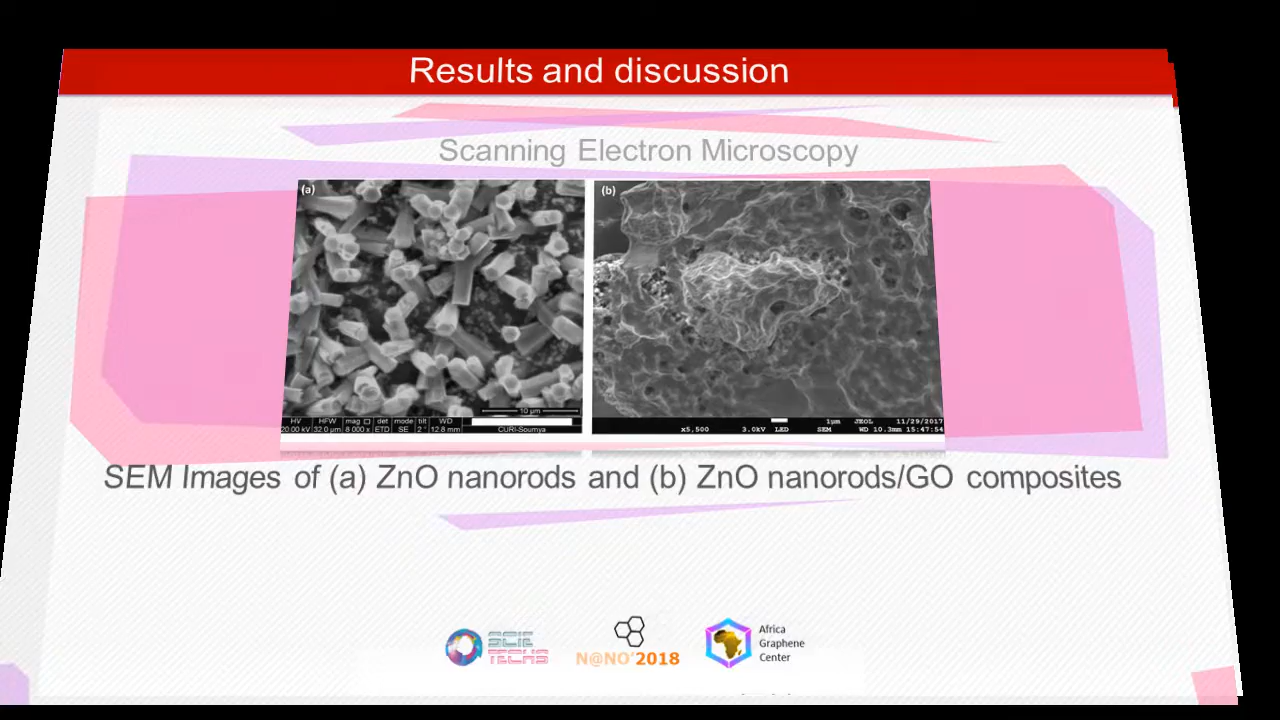 Results and discussion
Scanning Electron Microscopy
(a)
(b)
10 µm
HV HFW mag □ det mode tilt WD
20.00 kV 32.0 µm 8 000 x ETD SE 2 ° 12.8 mm CURI-Soumya
1µm JEOL 11/29/2017
x5,500 3.0kV LED SEM WD 10.3mm 15:47:54
SEM Images of (a) ZnO nanorods and (b) ZnO nanorods/GO composites
SCIE
TECHS
N@NO'2018
Africa
Graphene
Center